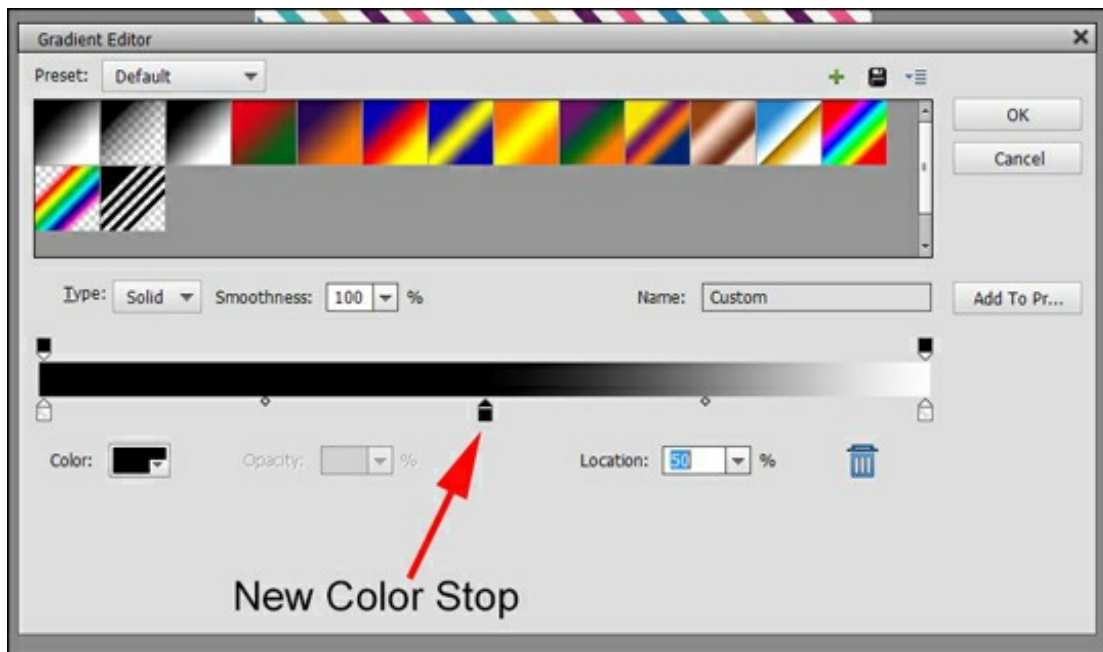 Gradient Editor
Preset: Default
OK
Cancel
Type: Solid Smoothness: 100 % Name: Custom Add To Pr...
Color: Opacity: % Location: 50 %
New Color Stop